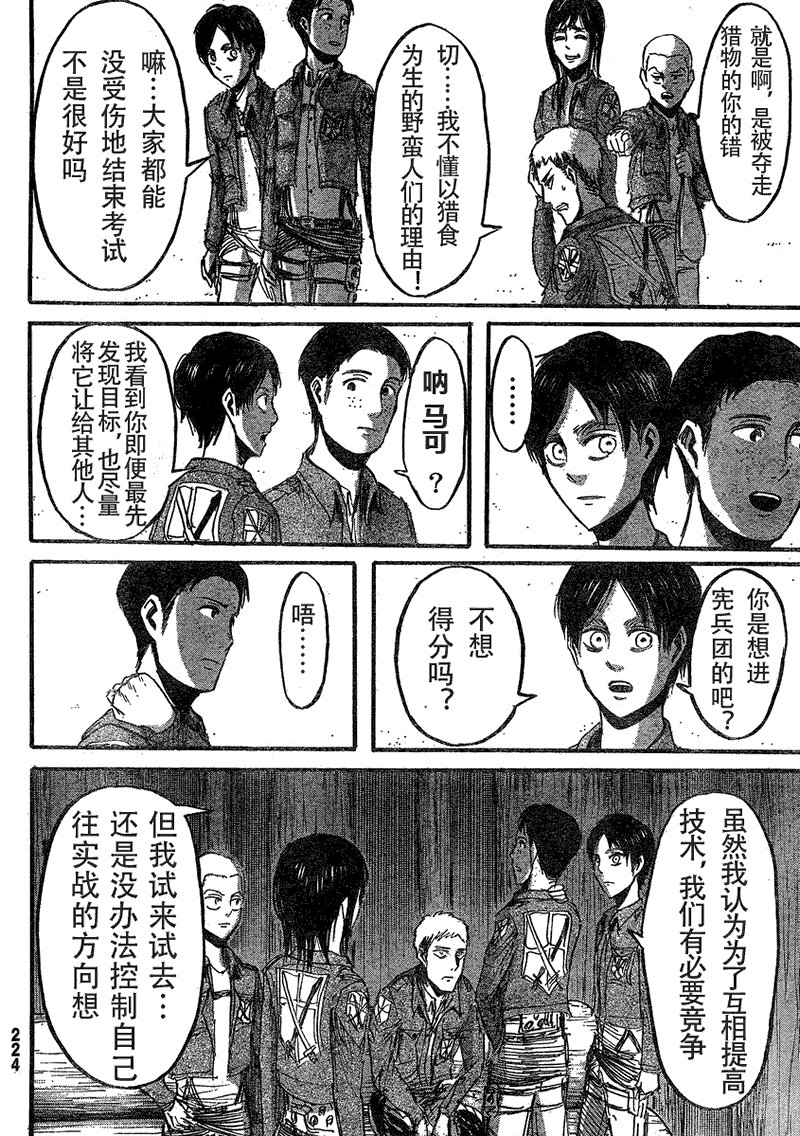 就是啊，是被夺走
猎物的你的错
切……我不懂以猎食
为生的野蛮人们的理由！
嘛…大家都能
没受伤地结束考试
不是很好吗
……
呐马可？
我看到你即便最先
发现目标，也尽量
将它让给其他人…
你是想进
宪兵团的吧？
不想
得分吗？
唔……
虽然我认为为了互相提高
技术，我们有必要竞争
但我试来试去…
还是没办法控制自己
往实战的方向想
224